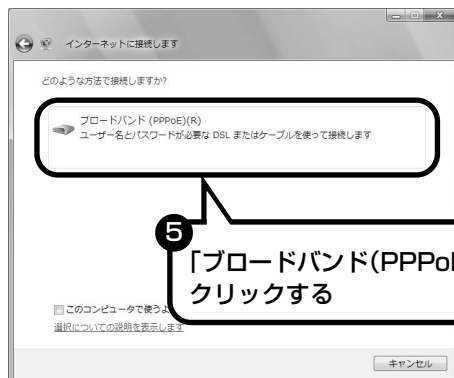 インターネットに接続します
どのような方法で接続しますか?
ブロードバンド (PPPoE)(R)
ユーザー名とパスワードが必要な DSL またはケーブルを使って接続します
5
「ブロードバンド(PPPoE
クリックする
このコンピュータで使うよ
選択についての説明を表示します
キャンセル